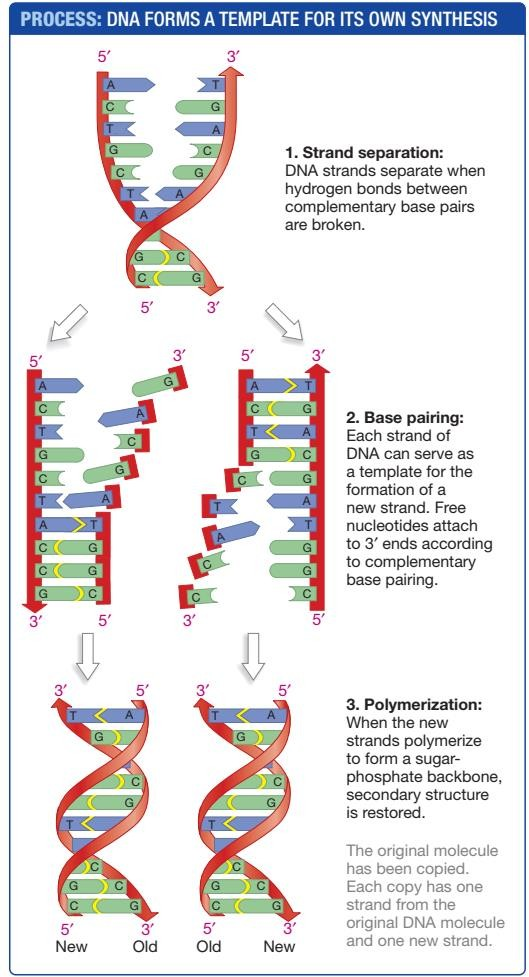 PROCESS: DNA FORMS A TEMPLATE FOR ITS OWN SYNTHESIS
5′ 3′
A T
C G
T A
G C
C G
T A
A
G C
C G
5′ 3′
1. Strand separation:
DNA strands separate when
hydrogen bonds between
complementary base pairs
are broken.
5′ 3′
A G
C A
T C
G G
C A
T A T
A C G
C C G
C G C
G
3′ 5′
5′ 3′
A T
C G
T A
G C
C G
T A
A T
C G
C G
C
3′ 5′
2. Base pairing:
Each strand of
DNA can serve as
a template for the
formation of a
new strand. Free
nucleotides attach
to 3′ ends according
to complementary
base pairing.
3′ 5′
T A
G
C
G
T
C
G C
C G
5′ 3′
New Old
3′ 5′
T A
G
C
G
T
C
G C
C G
5′ 3′
Old New
3. Polymerization:
When the new
strands polymerize
to form a sugar-
phosphate backbone,
secondary structure
is restored.
The original molecule
has been copied.
Each copy has one
strand from the
original DNA molecule
and one new strand.